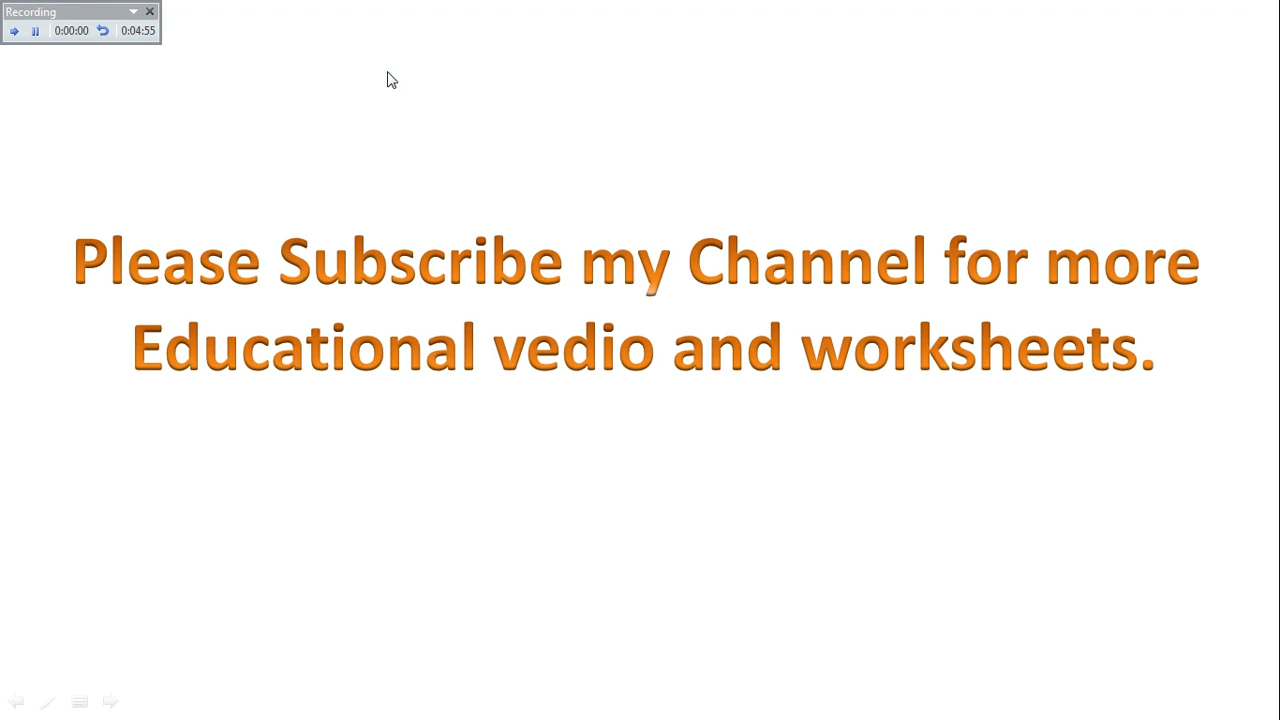 Recording
0:00:00 0:04:55
Please Subscribe my Channel for more
Educational vedio and worksheets.